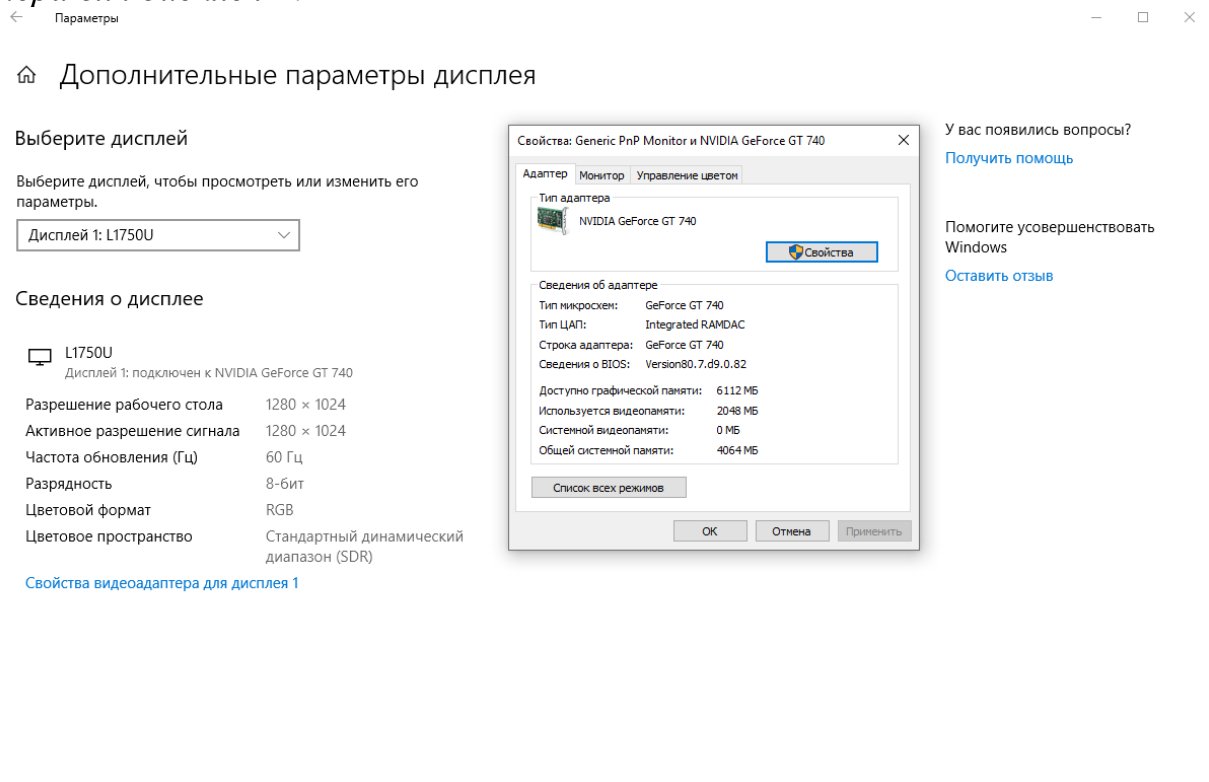 Параметры
Дополнительные параметры дисплея
Выберите дисплей
Выберите дисплей, чтобы просмотреть или изменить его
параметры.
Дисплей 1: L1750U
Сведения о дисплее
L1750U
Дисплей 1: подключен к NVIDIA GeForce GT 740
Разрешение рабочего стола 1280 × 1024
Активное разрешение сигнала 1280 × 1024
Частота обновления (Гц) 60 Гц
Разрядность 8-бит
Цветовой формат RGB
Цветовое пространство Стандартный динамический
диапазон (SDR)
Свойства видеоадаптера для дисплея 1
Свойства: Generic PnP Monitor и NVIDIA GeForce GT 740
Адаптер Монитор Управление цветом
Тип адаптера
NVIDIA GeForce GT 740
Свойства
Сведения об адаптере
Тип микросхем: GeForce GT 740
Тип ЦАП: Integrated RAMDAC
Строка адаптера: GeForce GT 740
Сведения о BIOS: Version80.7.d9.0.82
Доступно графической памяти: 6112 МБ
Используется видеопамяти: 2048 МБ
Системной видеопамяти: 0 МБ
Общей системной памяти: 4064 МБ
Список всех режимов
ОК Отмена Применить
У вас появились вопросы?
Получить помощь
Помогите усовершенствовать
Windows
Оставить отзыв